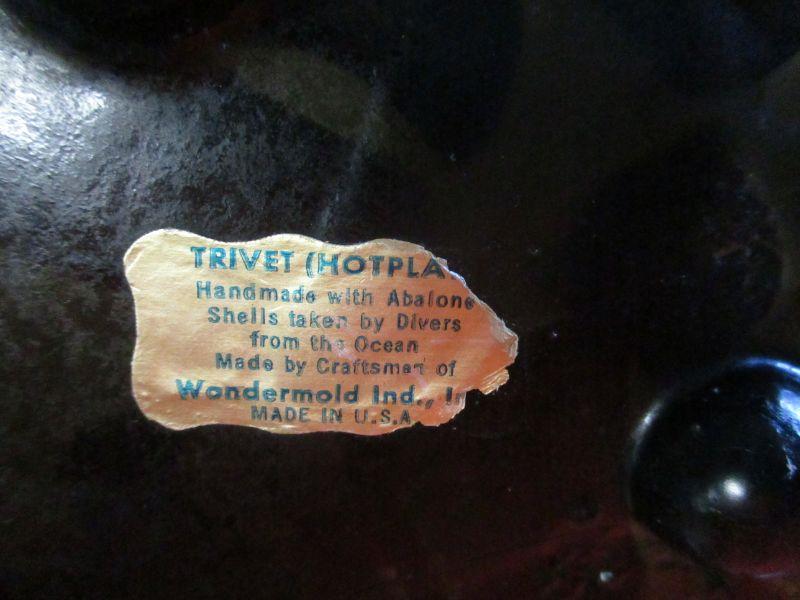 TRIVET (HOTPLA
Handmade with Abalone
Shells taken by Divers
from the Ocean
Made by Craftsmen of
Wondermold Ind., In
MADE IN U.S.A